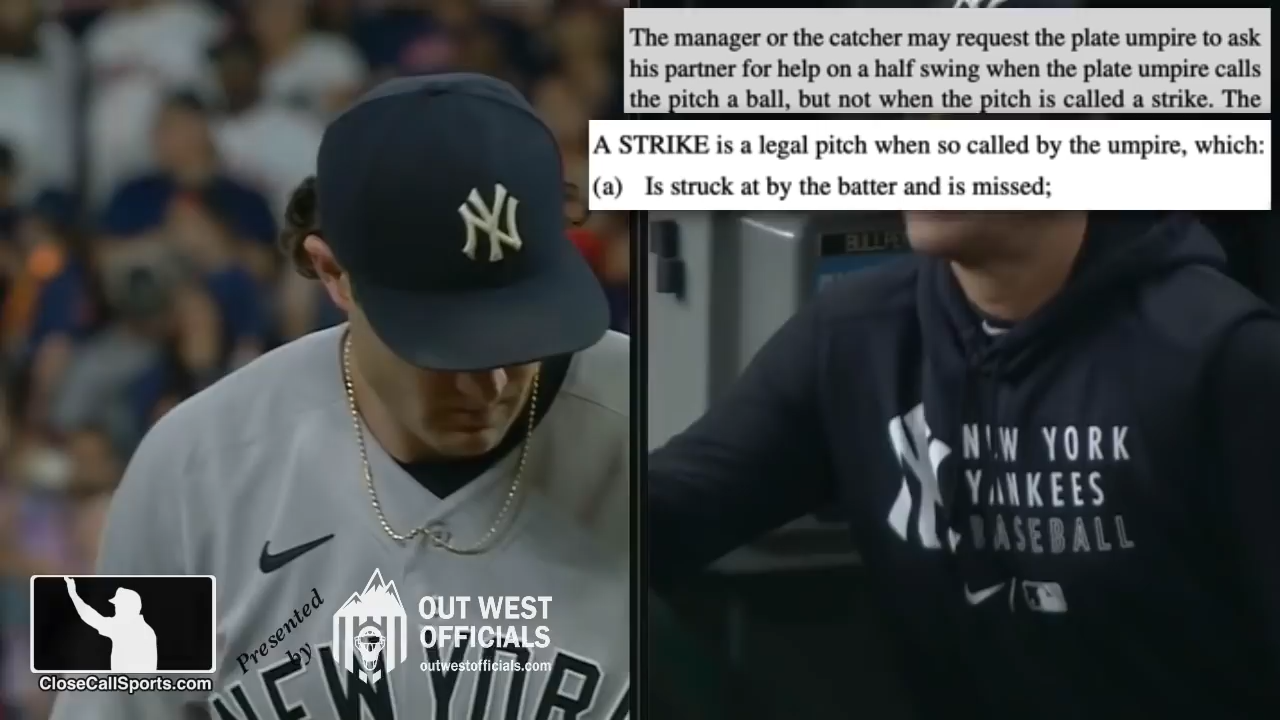 The manager or the catcher may request the plate umpire to ask
his partner for help on a half swing when the plate umpire calls
the pitch a ball, but not when the pitch is called a strike. The
A STRIKE is a legal pitch when so called by the umpire, which:
(a) Is struck at by the batter and is missed;
NY
NEW YORK
YANKEES
BASEBALL
Presented
by
OUT WEST
OFFICIALS
outwestofficials.com
CloseCallSports.com
NEW YOR